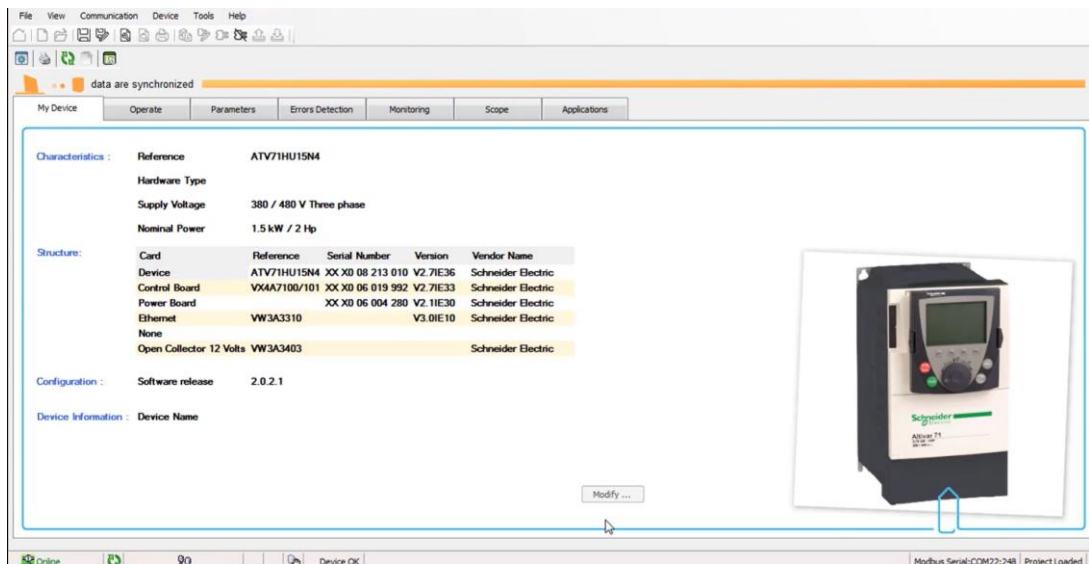 File View Communication Device Tools Help
data are synchronized
My Device Operate Parameters Errors Detection Monitoring Scope Applications
Characteristics : Reference ATV71HU15N4
Hardware Type
Supply Voltage 380 / 480 V Three phase
Nominal Power 1.5 kW / 2 Hp
Structure: Card Reference Serial Number Version Vendor Name
Device ATV71HU15N4 XX X0 08 213 010 V2.7IE36 Schneider Electric
Control Board VX4A7100/101 XX X0 06 019 992 V2.7IE33 Schneider Electric
Power Board XX X0 06 004 280 V2.1IE30 Schneider Electric
Ethernet VW3A3310 V3.0IE10 Schneider Electric
None
Open Collector 12 Volts VW3A3403 Schneider Electric
Configuration : Software release 2.0.2.1
Device Information : Device Name
Schneider
Electric
Altivar 71
Modify ...
Online Device OK Modbus Serial:COM22:248 Project Loaded